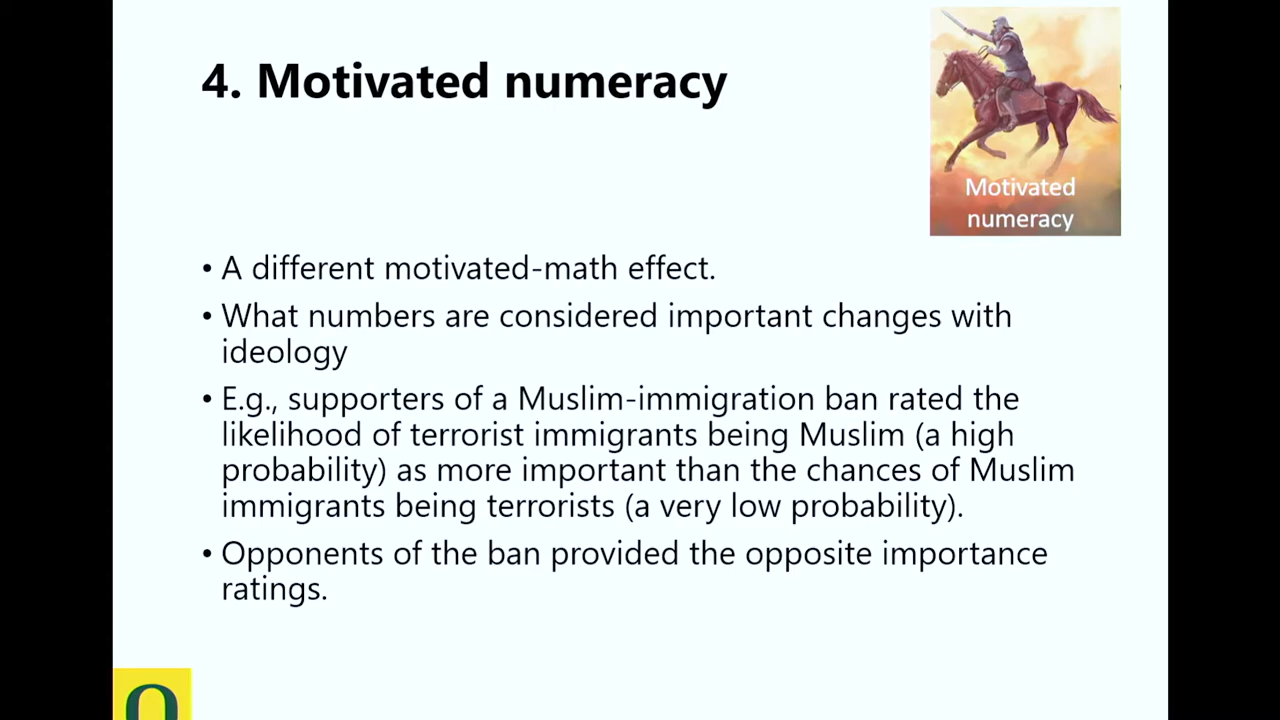 4. Motivated numeracy
Motivated
numeracy
• A different motivated-math effect.
• What numbers are considered important changes with
ideology
• E.g., supporters of a Muslim-immigration ban rated the
likelihood of terrorist immigrants being Muslim (a high
probability) as more important than the chances of Muslim
immigrants being terrorists (a very low probability).
• Opponents of the ban provided the opposite importance
ratings.
O